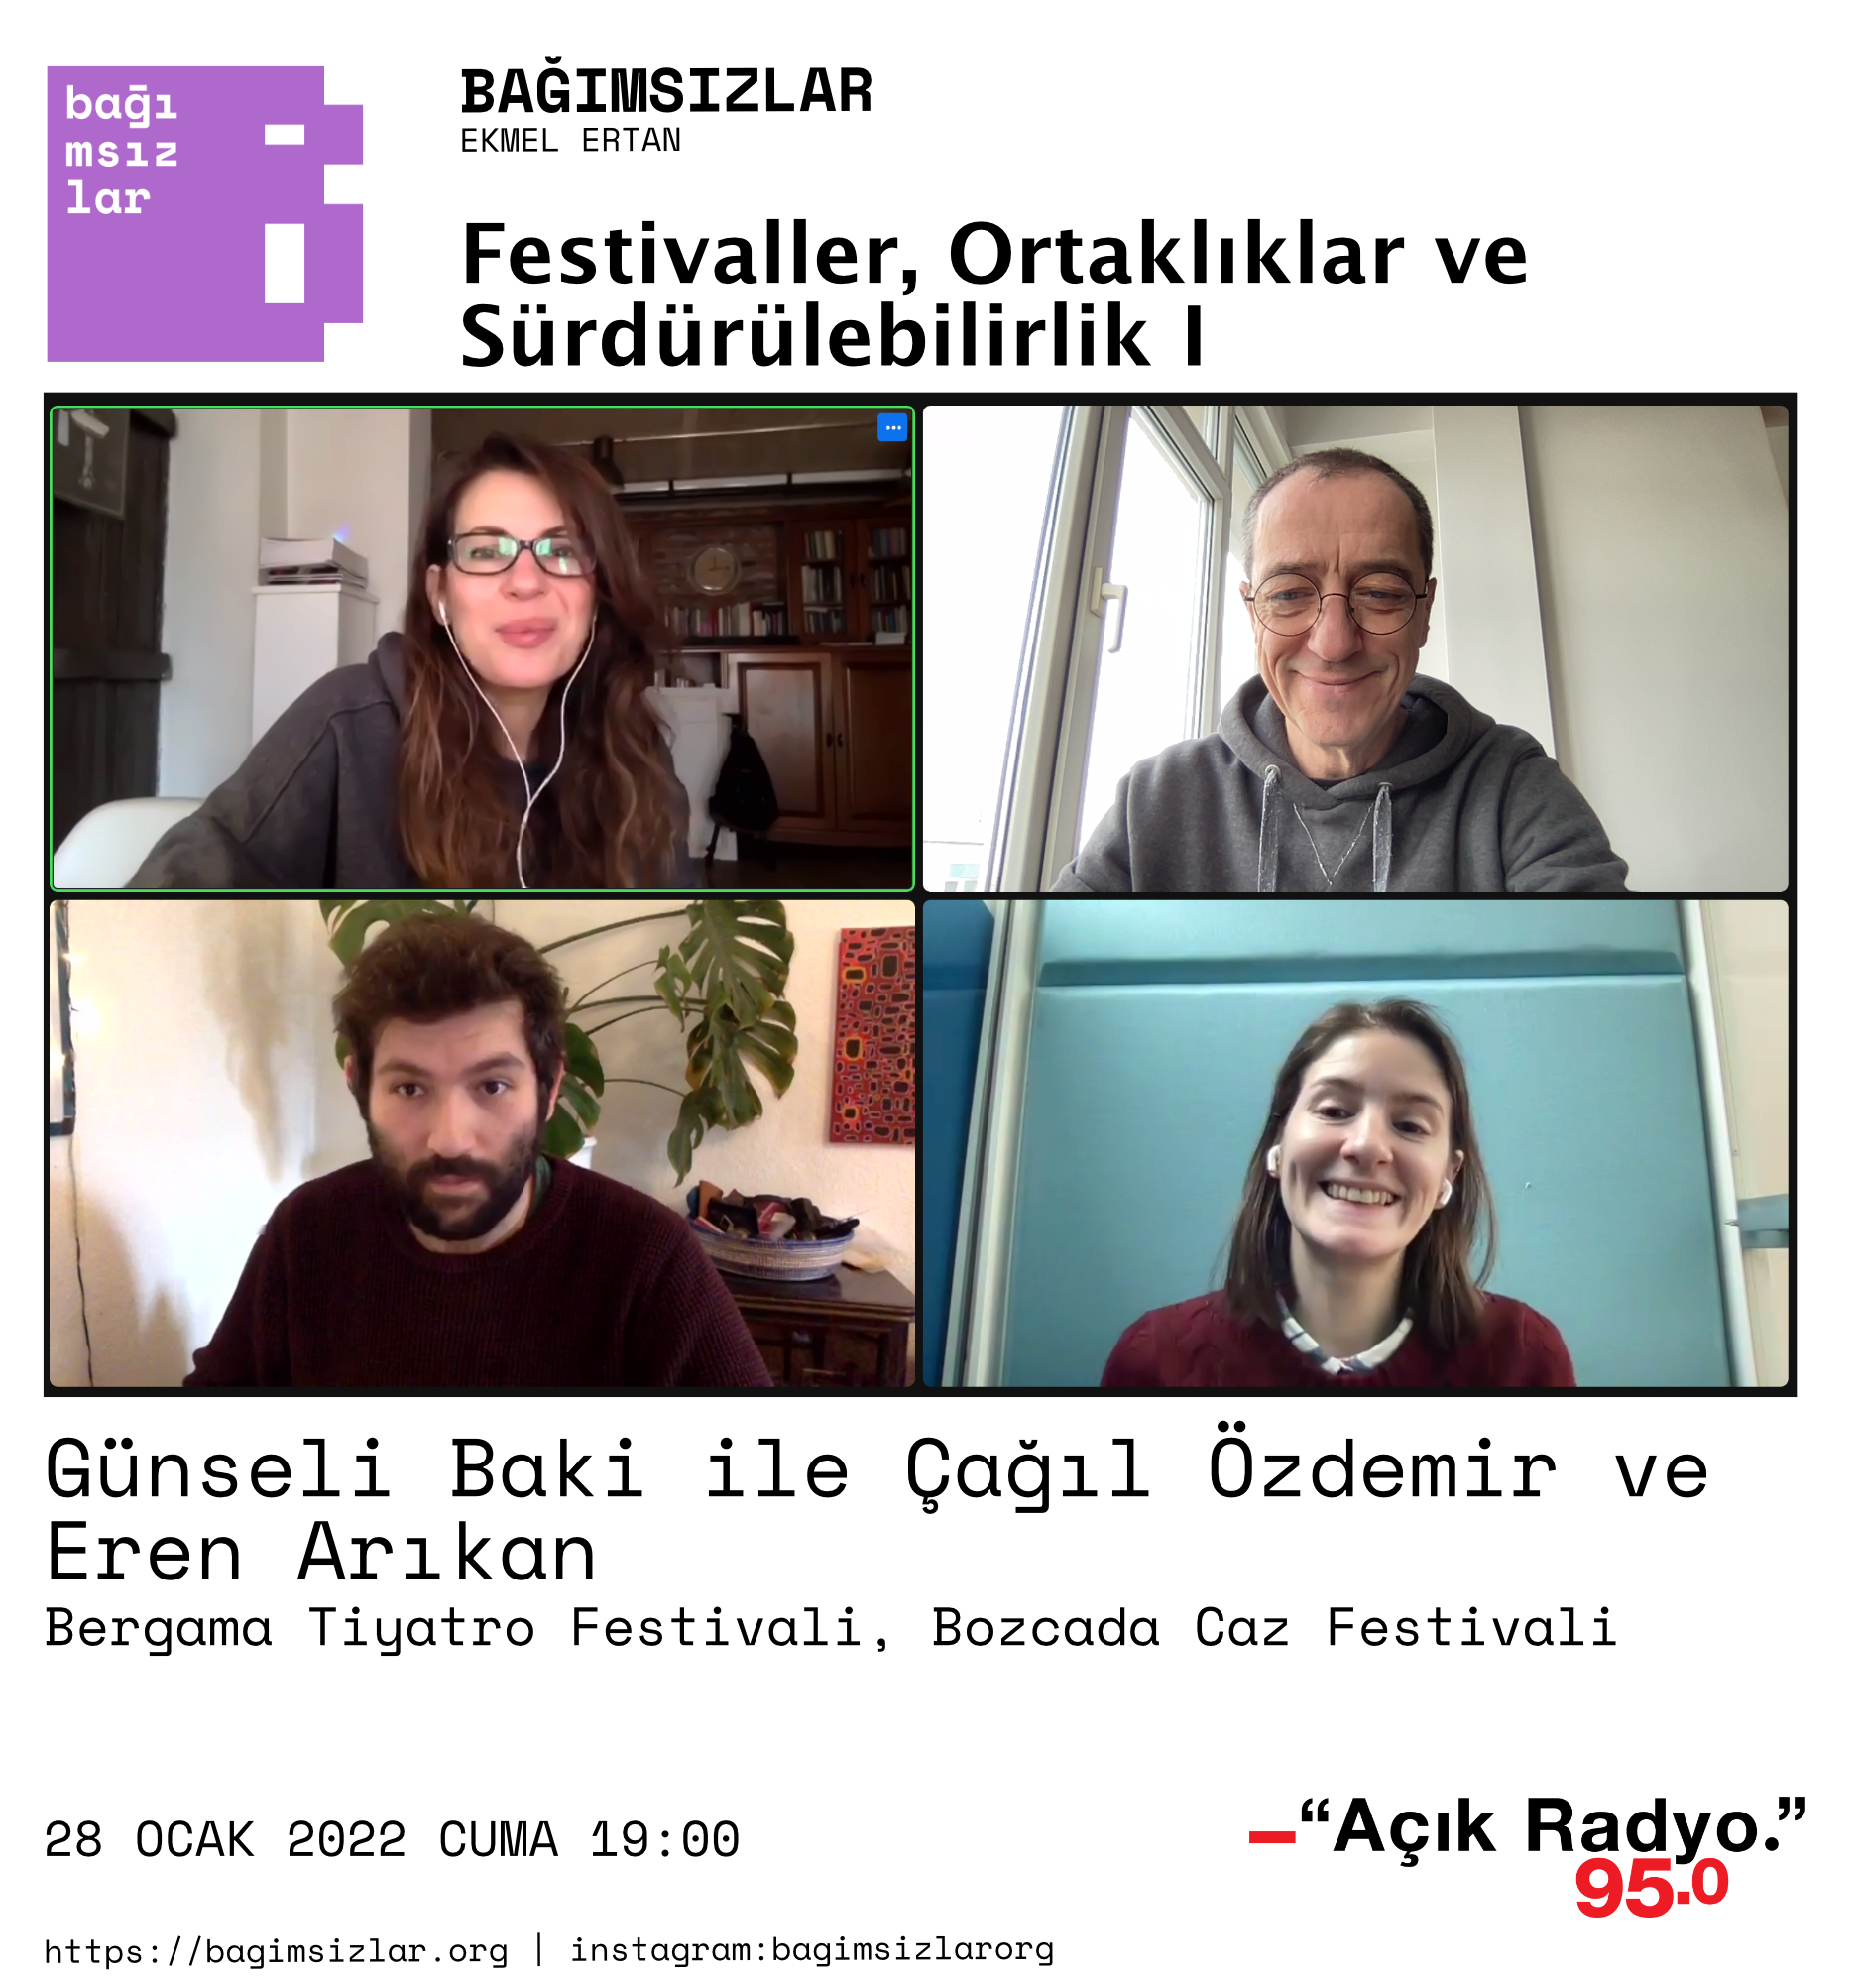 bağı
msız
lar
BAĞIMSIZLAR
EKMEL ERTAN
Festivaller, Ortaklıklar ve
Sürdürülebilirlik I
Günseli Baki ile Çağıl Özdemir ve
Eren Arıkan
Bergama Tiyatro Festivali, Bozcada Caz Festivali
28 OCAK 2022 CUMA 19:00
“Açık Radyo.”
95.0
https://bagimsizlar.org | instagram:bagimsizlarorg